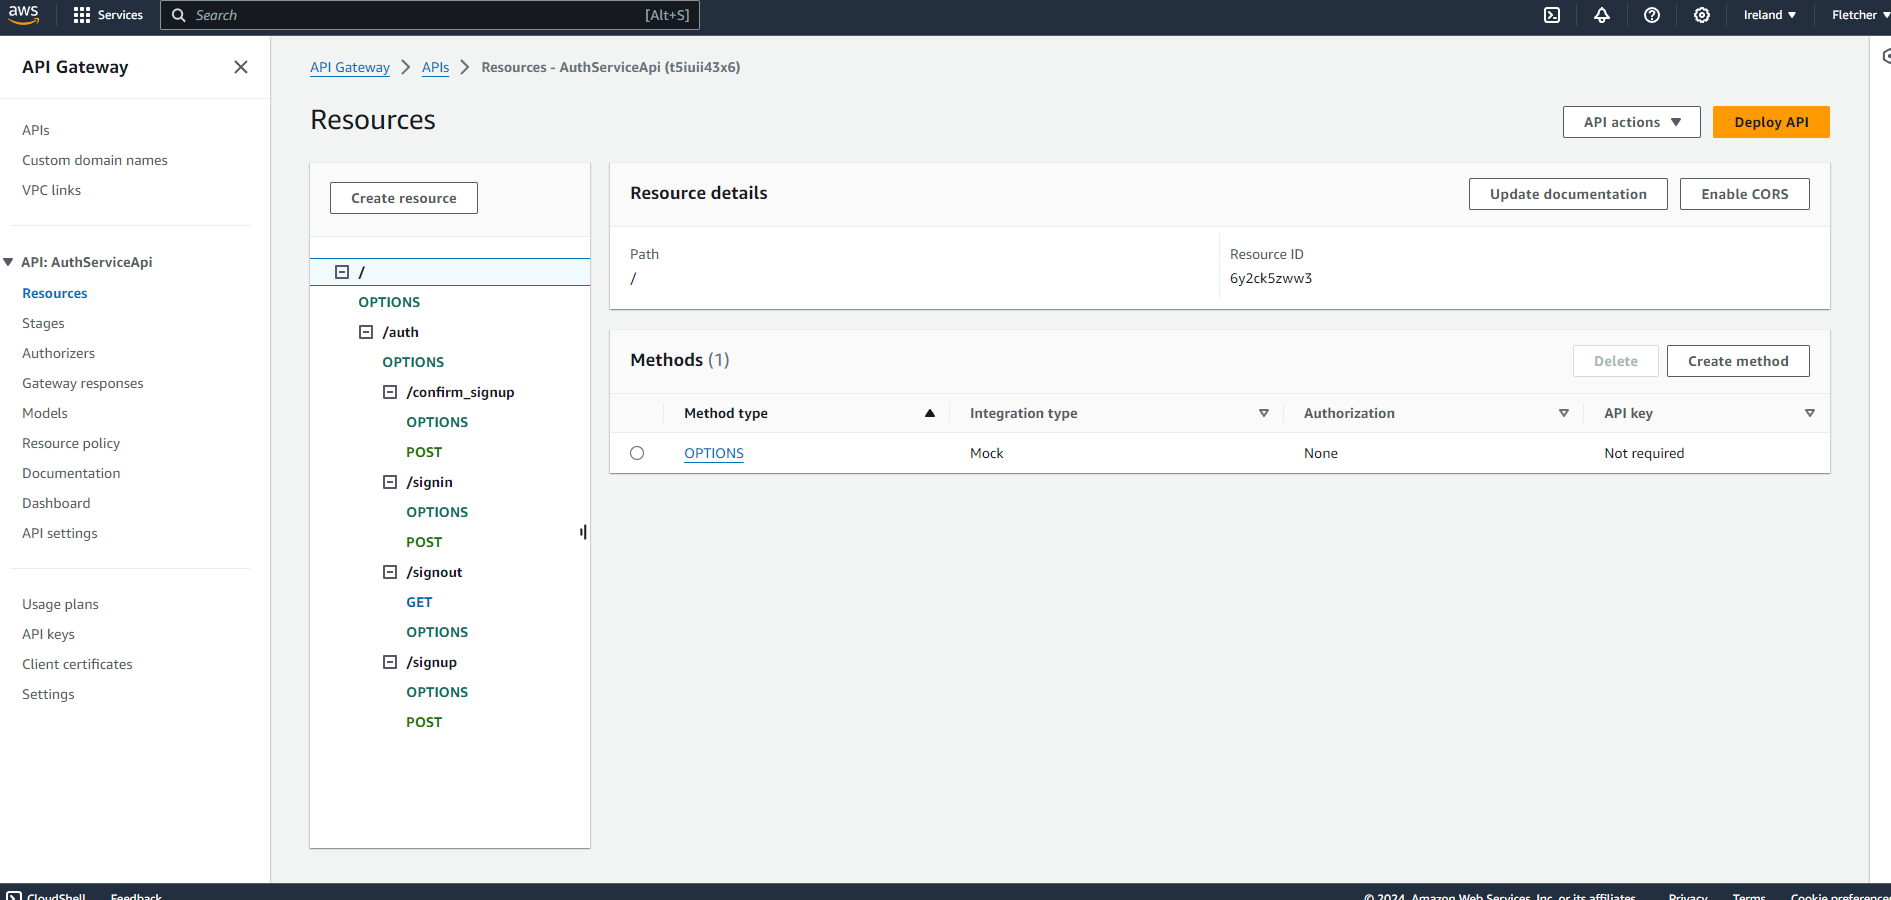 aws
Services
Search
[Alt+S]
Ireland
Fletcher
API Gateway
APIs
Custom domain names
VPC links
API: AuthServiceApi
Resources
Stages
Authorizers
Gateway responses
Models
Resource policy
Documentation
Dashboard
API settings
Usage plans
API keys
Client certificates
Settings
API Gateway
APIs
Resources - AuthServiceApi (t5iuii43x6)
Resources
API actions
Deploy API
Create resource
/
OPTIONS
/auth
OPTIONS
/confirm_signup
OPTIONS
POST
/signin
OPTIONS
POST
/signout
GET
OPTIONS
/signup
OPTIONS
POST
Resource details
Update documentation
Enable CORS
Path
/
Resource ID
6y2ck5zww3
Methods (1)
Delete
Create method
Method type
Integration type
Authorization
API key
OPTIONS
Mock
None
Not required
CloudShell
Feedback
© 2024, Amazon Web Services, Inc. or its affiliates.
Privacy
Terms
Cookie preferences